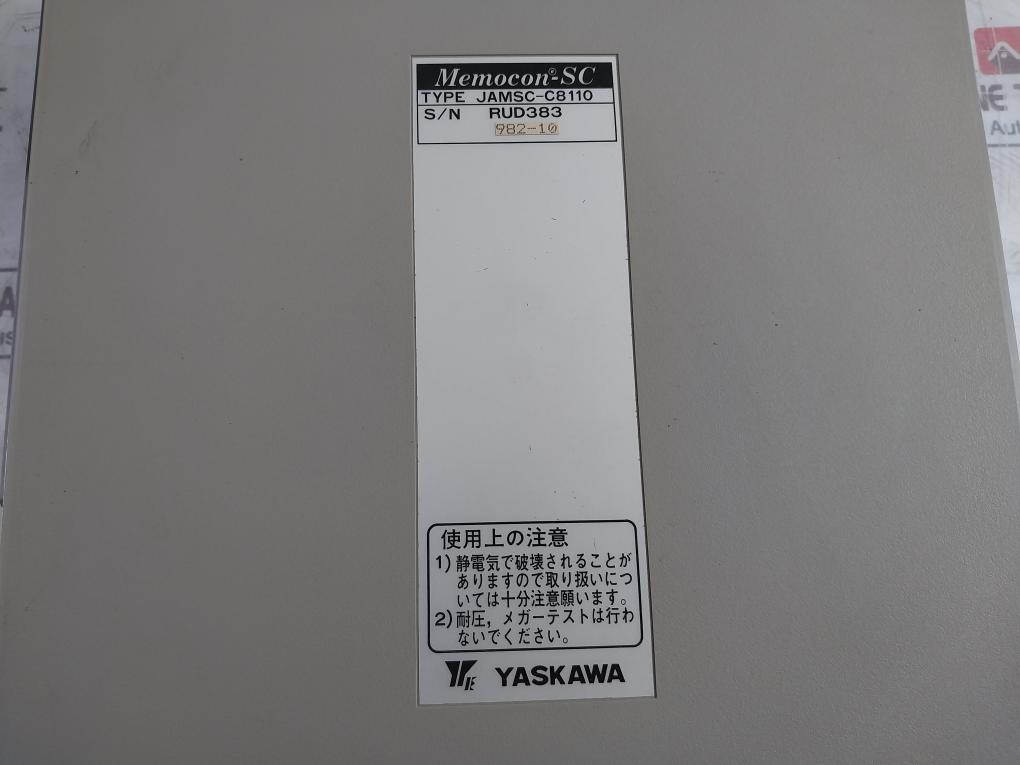 Memocon®-SC
TYPE JAMSC-C8110
S/N RUD383
982-10
使用上の注意
1) 静電気で破壊されることが
ありますので取り扱いにつ
いては十分注意願います。
2) 耐圧，メガーテストは行わ
ないでください。
YASKAWA
NE T
Aut